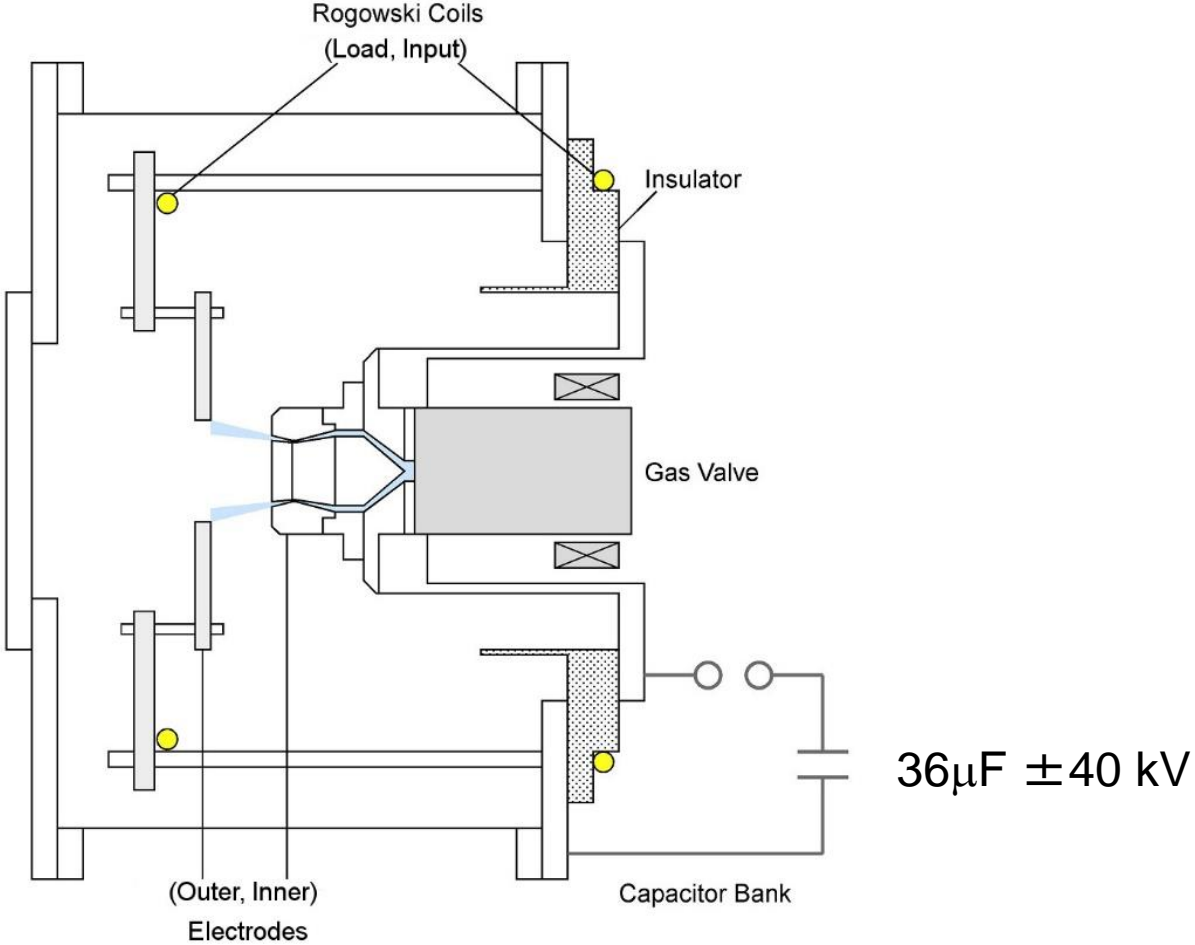 Rogowski Coils
(Load, Input)
Insulator
Gas Valve
36μF ±40 kV
(Outer, Inner)
Electrodes
Capacitor Bank